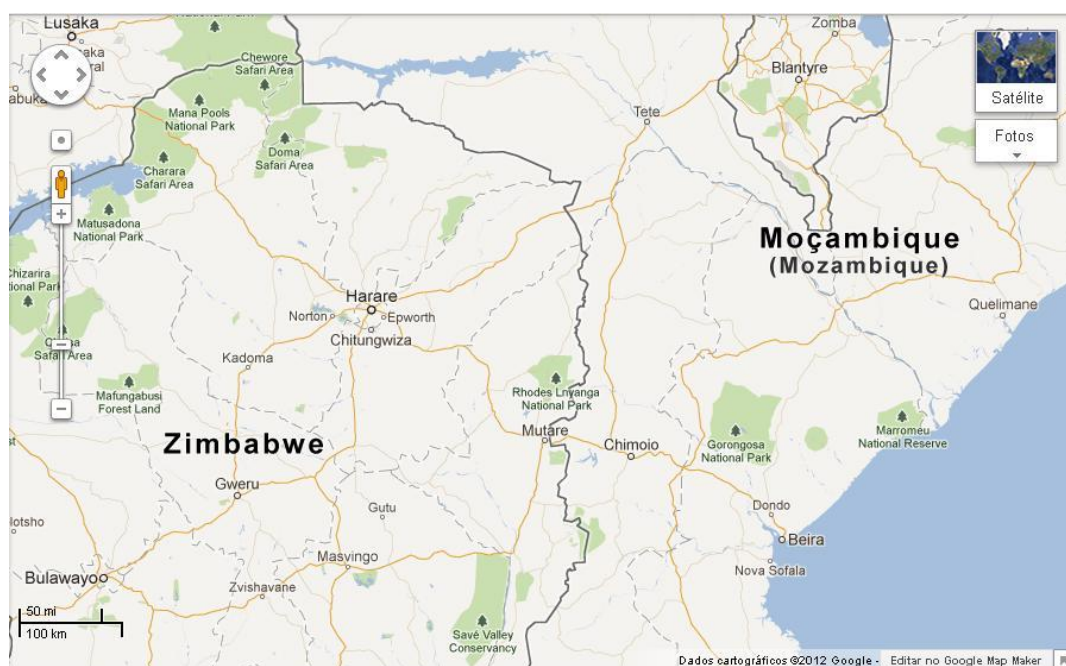 Lusaka
National Park
Chewore
Safari Area
Mana Pools
National Park
Doma
Safari Area
Charara
Safari Area
Matusadona
National Park
Chizarira
tional Park
Safari Area
Zomba
Blantyre
Tete
Satélite
Fotos
Moçambique
(Mozambique)
Quelimane
Harare
Norton
Epworth
Chitungwiza
Kadoma
Mafungabusi
Forest Land
Rhodes Lnyanga
National Park
Mutare
Chimoio
Gorongosa
National Park
Marromeu
National Reserve
Zimbabwe
Gweru
Gutu
Dondo
Beira
Nova Sofala
Masvingo
Bulawayo
Zvishavane
Savé Valley
Conservancy
50 mi
100 km
Dados cartográficos ©2012 Google - Editar no Google Map Maker